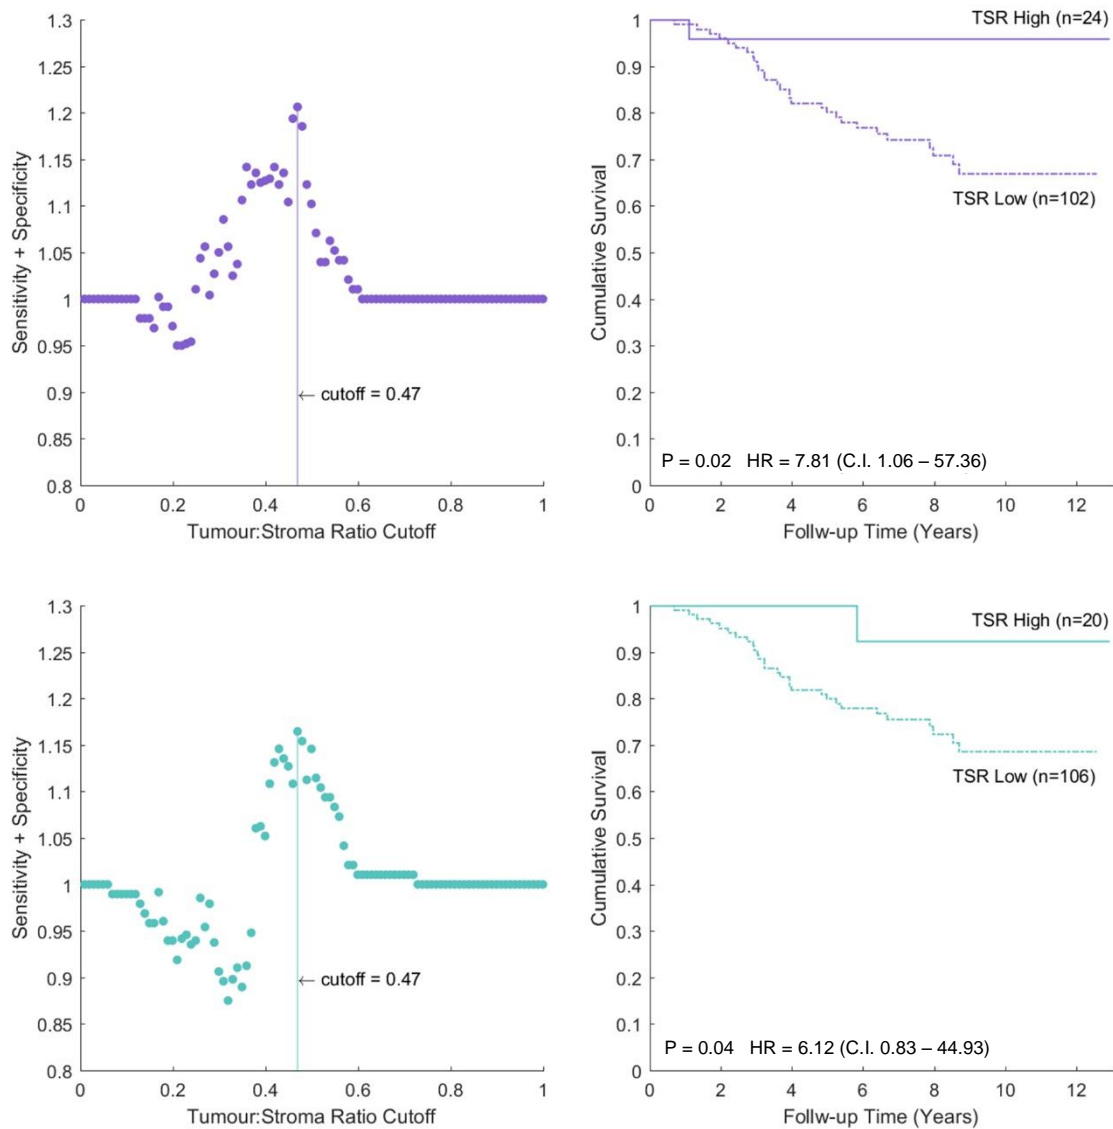 1.3
1.25
1.2
1.15
1.1
1.05
1
0.95
0.9
0.85
0.8
Sensitivity + Specificity
← cutoff = 0.47
0 0.2 0.4 0.6 0.8 1
Tumour:Stroma Ratio Cutoff
1
0.9
0.8
0.7
0.6
0.5
0.4
0.3
0.2
0.1
0
Cumulative Survival
TSR High (n=24)
TSR Low (n=102)
P = 0.02 HR = 7.81 (C.I. 1.06 – 57.36)
0 2 4 6 8 10 12
Follw-up Time (Years)
1.3
1.25
1.2
1.15
1.1
1.05
1
0.95
0.9
0.85
0.8
Sensitivity + Specificity
← cutoff = 0.47
0 0.2 0.4 0.6 0.8 1
Tumour:Stroma Ratio Cutoff
1
0.9
0.8
0.7
0.6
0.5
0.4
0.3
0.2
0.1
0
Cumulative Survival
TSR High (n=20)
TSR Low (n=106)
P = 0.04 HR = 6.12 (C.I. 0.83 – 44.93)
0 2 4 6 8 10 12
Follw-up Time (Years)